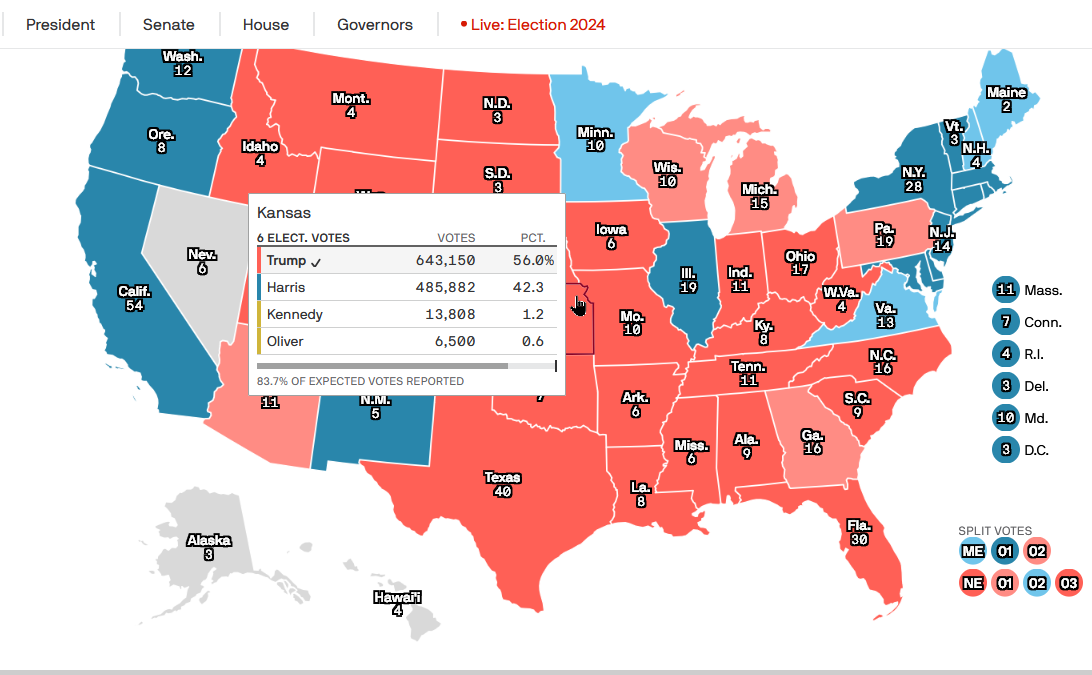 President
Senate
House
Governors
• Live: Election 2024
Wash.
12
Ore.
8
Calif.
54
Nev.
6
Idaho
4
Mont.
4
N.D.
3
S.D.
3
Minn.
10
Wis.
10
Mich.
15
Iowa
6
Ill.
19
Ind.
11
Ohio
17
Pa.
19
N.Y.
28
Vt.
3
N.H.
4
Maine
2
N.J.
14
W.Va.
4
Va.
13
Ky.
8
Mo.
10
Tenn.
11
N.C.
16
S.C.
9
Ga.
16
Ala.
9
Miss.
6
Ark.
6
La.
8
Texas
40
Fla.
30
N.M.
5
11
7
Alaska
3
Hawai'i
4
Kansas
6 ELECT. VOTES VOTES PCT.
Trump ✓ 643,150 56.0%
Harris 485,882 42.3
Kennedy 13,808 1.2
Oliver 6,500 0.6
83.7% OF EXPECTED VOTES REPORTED
11 Mass.
7 Conn.
4 R.I.
3 Del.
10 Md.
3 D.C.
SPLIT VOTES
ME 01 02
NE 01 02 03